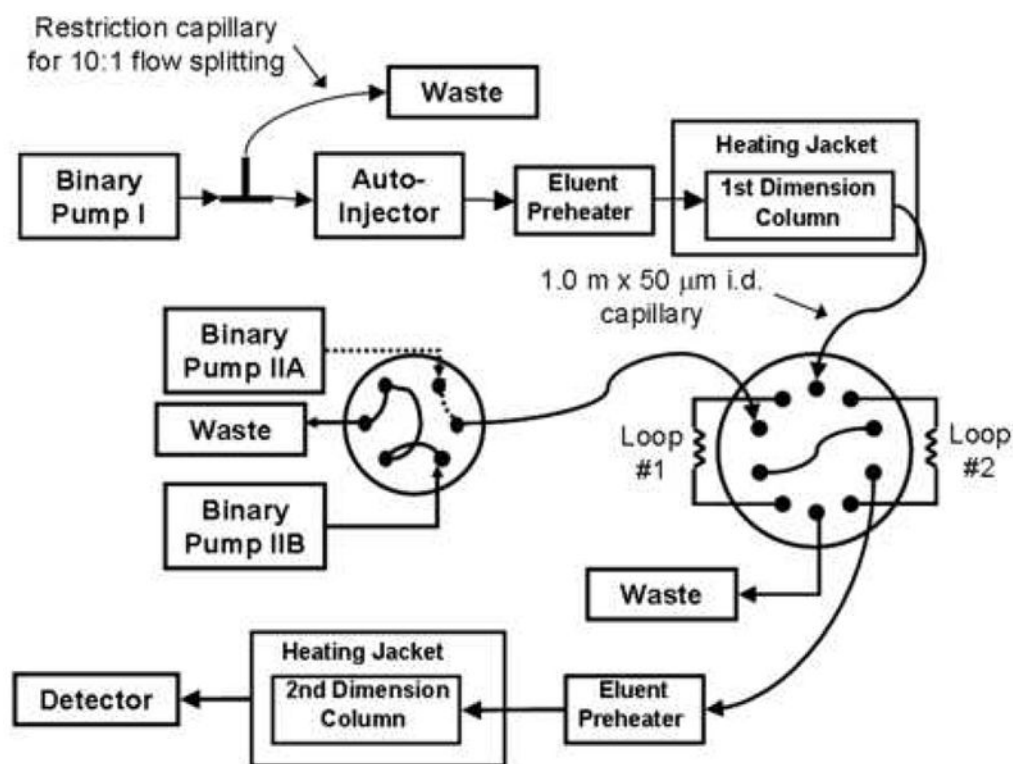 Restriction capillary
for 10:1 flow splitting
Waste
Binary
Pump I
Auto-
Injector
Eluent
Preheater
Heating Jacket
1st Dimension
Column
1.0 m x 50 μm i.d.
capillary
Binary
Pump IIA
Waste
Binary
Pump IIB
Loop
#1
Loop
#2
Waste
Heating Jacket
2nd Dimension
Column
Eluent
Preheater
Detector